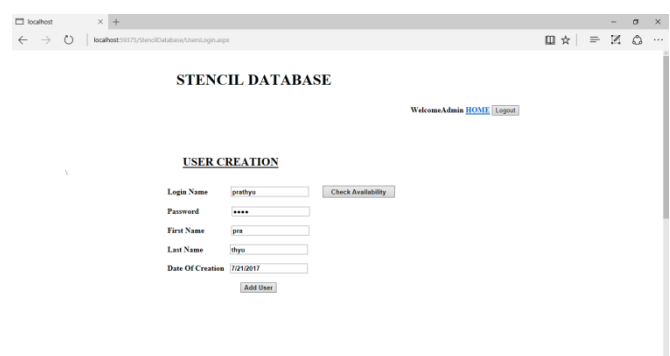 localhost
localhost:59375/StencilDatabase/UsersLogin.aspx
STENCIL DATABASE
WelcomeAdmin HOME Logout
\
USER CREATION
Login Name prathyu Check Availability
Password ••••
First Name pra
Last Name thyu
Date Of Creation 7/21/2017
Add User